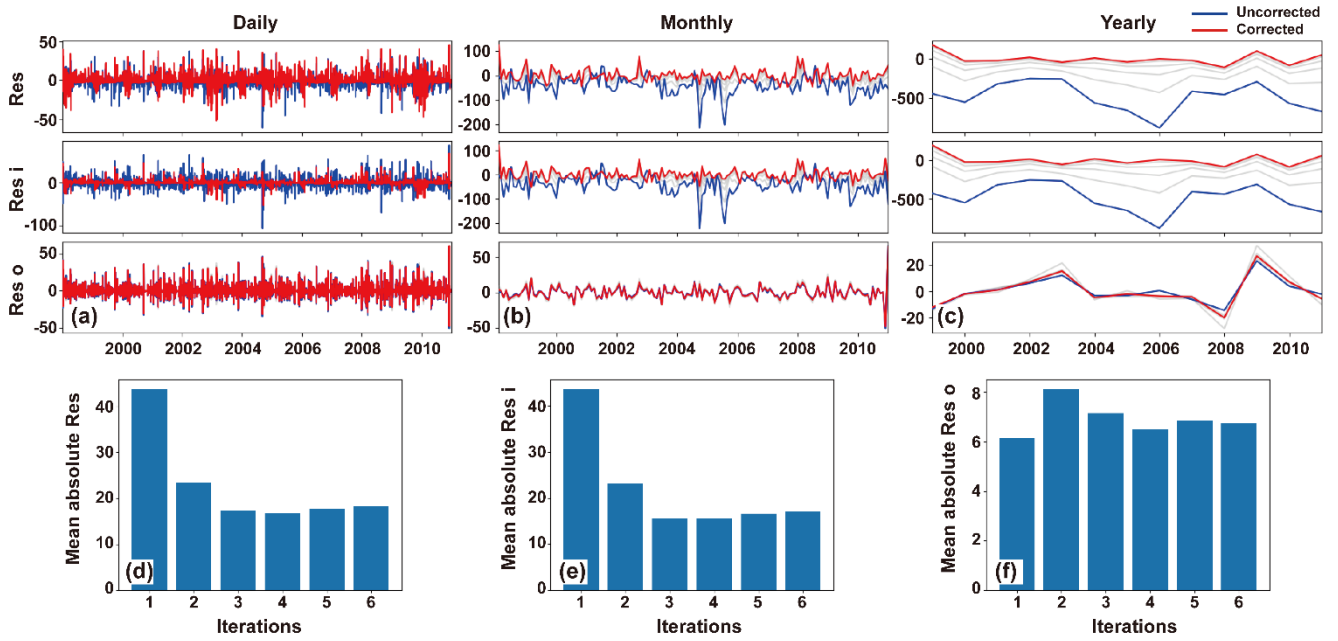 Daily
Monthly
Yearly
Uncorrected
Corrected
Res
50
0
-50
100
0
-100
-200
0
-500
Res i
0
-100
100
0
-100
-200
0
-500
Res o
50
0
-50
(a)
50
0
-50
(b)
20
0
-20
(c)
2000 2002 2004 2006 2008 2010
2000 2002 2004 2006 2008 2010
2000 2002 2004 2006 2008 2010
Mean absolute Res
40
30
20
10
0
(d)
1 2 3 4 5 6
Iterations
Mean absolute Res i
40
30
20
10
0
(e)
1 2 3 4 5 6
Iterations
Mean absolute Res o
8
6
4
2
0
(f)
1 2 3 4 5 6
Iterations